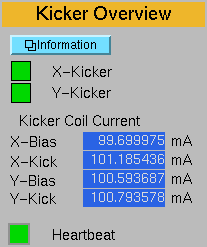 Kicker Overview
Information
X-Kicker
Y-Kicker
Kicker Coil Current
X-Bias 99.699975 mA
X-Kick 101.185436 mA
Y-Bias 100.593687 mA
Y-Kick 100.793578 mA
Heartbeat